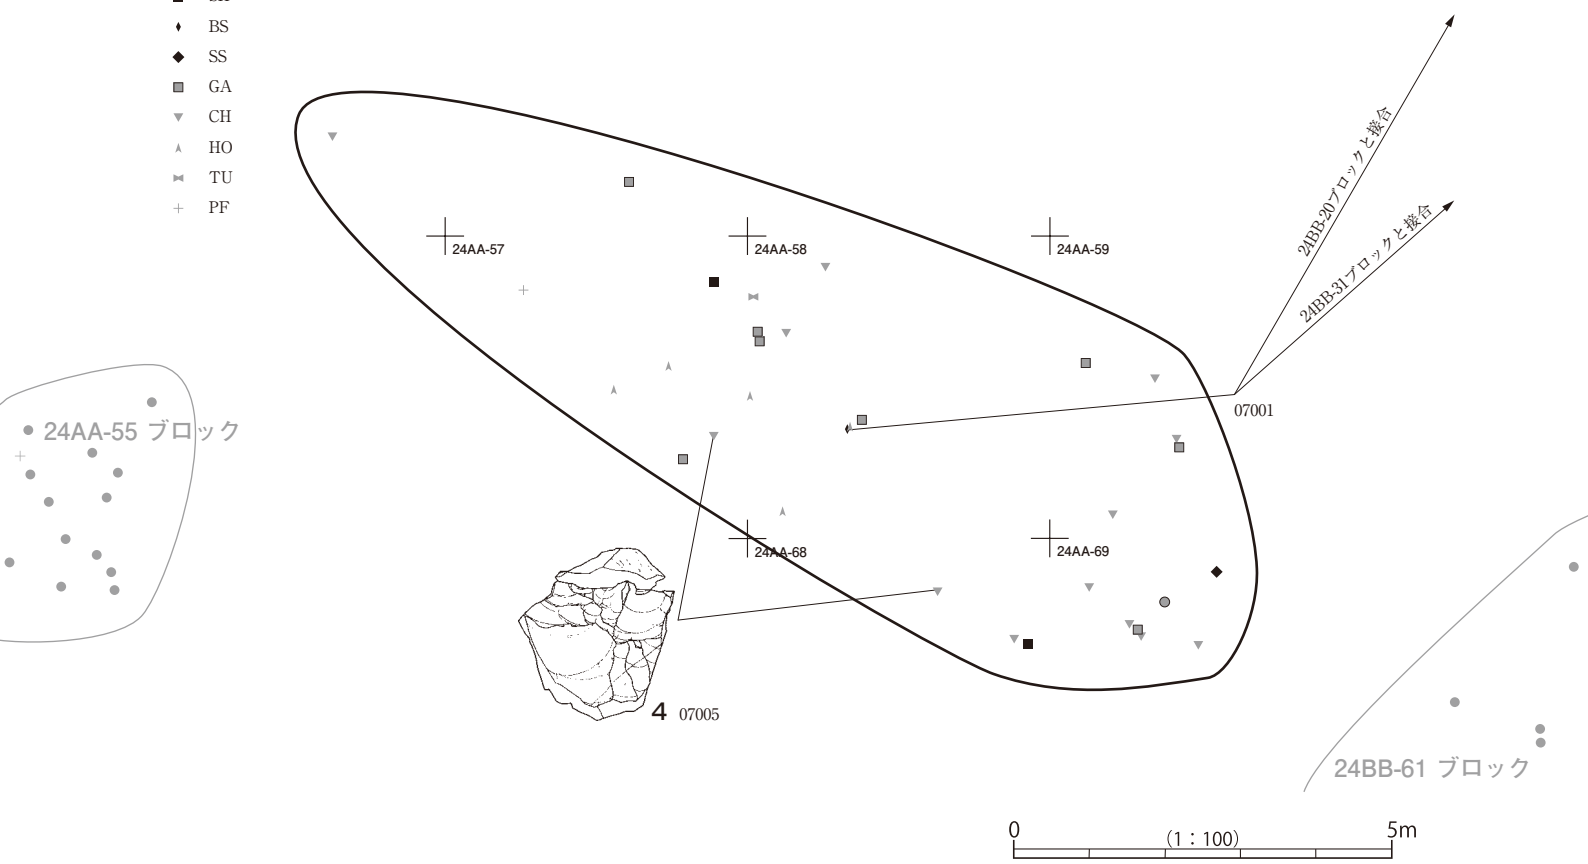 BS
SS
GA
CH
HO
TU
PF
24BB-20ブロックと接合
24BB-31ブロックと接合
24AA-57
24AA-58
24AA-59
07001
24AA-55 ブロック
24AA-68
24AA-69
4 07005
24BB-61 ブロック
0 (1：100) 5m